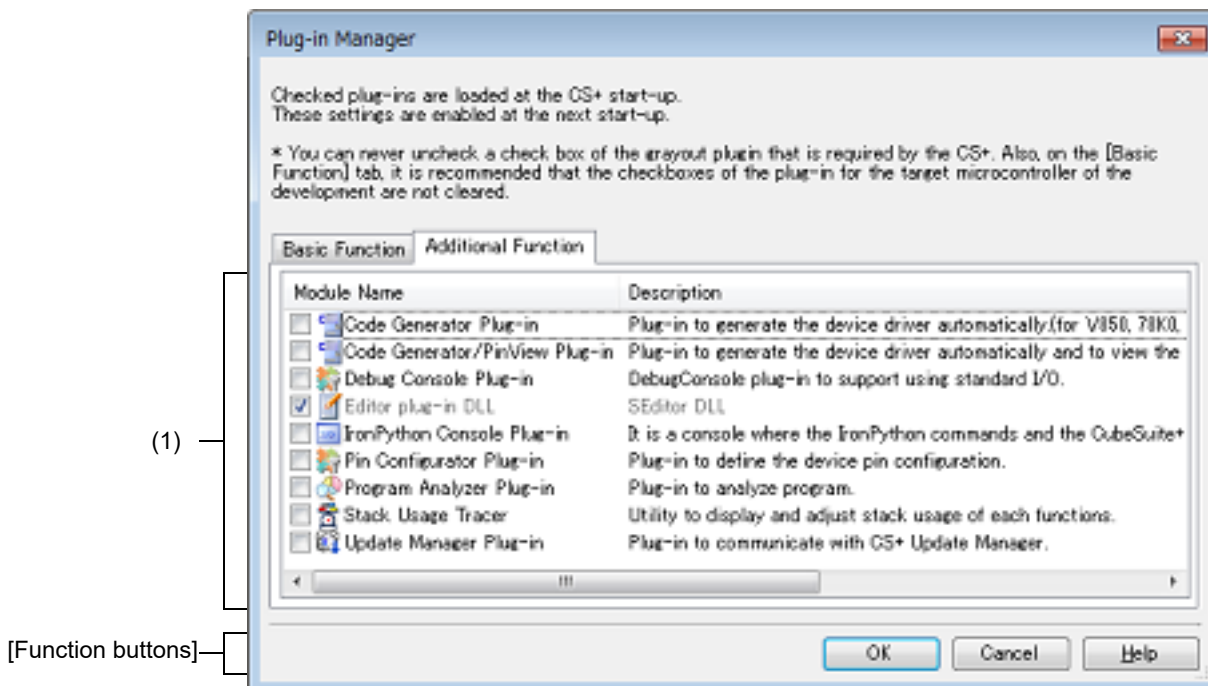 Plug-in Manager
Checked plug-ins are loaded at the CS+ start-up.
These settings are enabled at the next start-up.
* You can never uncheck a check box of the grayout plugin that is required by the CS+. Also, on the [Basic
Function] tab, it is recommended that the checkboxes of the plug-in for the target microcontroller of the
development are not cleared.
Basic Function Additional Function
Module Name Description
Code Generator Plug-in Plug-in to generate the device driver automatically.(for V850, 78K0,
Code Generator/PinView Plug-in Plug-in to generate the device driver automatically and to view the
Debug Console Plug-in DebugConsole plug-in to support using standard I/O.
Editor plug-in DLL SEditor DLL
(1) IronPython Console Plug-in It is a console where the IronPython commands and the CubeSuite+
Pin Configurator Plug-in Plug-in to define the device pin configuration.
Program Analyzer Plug-in Plug-in to analyze program.
Stack Usage Tracer Utility to display and adjust stack usage of each functions.
Update Manager Plug-in Plug-in to communicate with CS+ Update Manager.
[Function buttons] OK Cancel Help